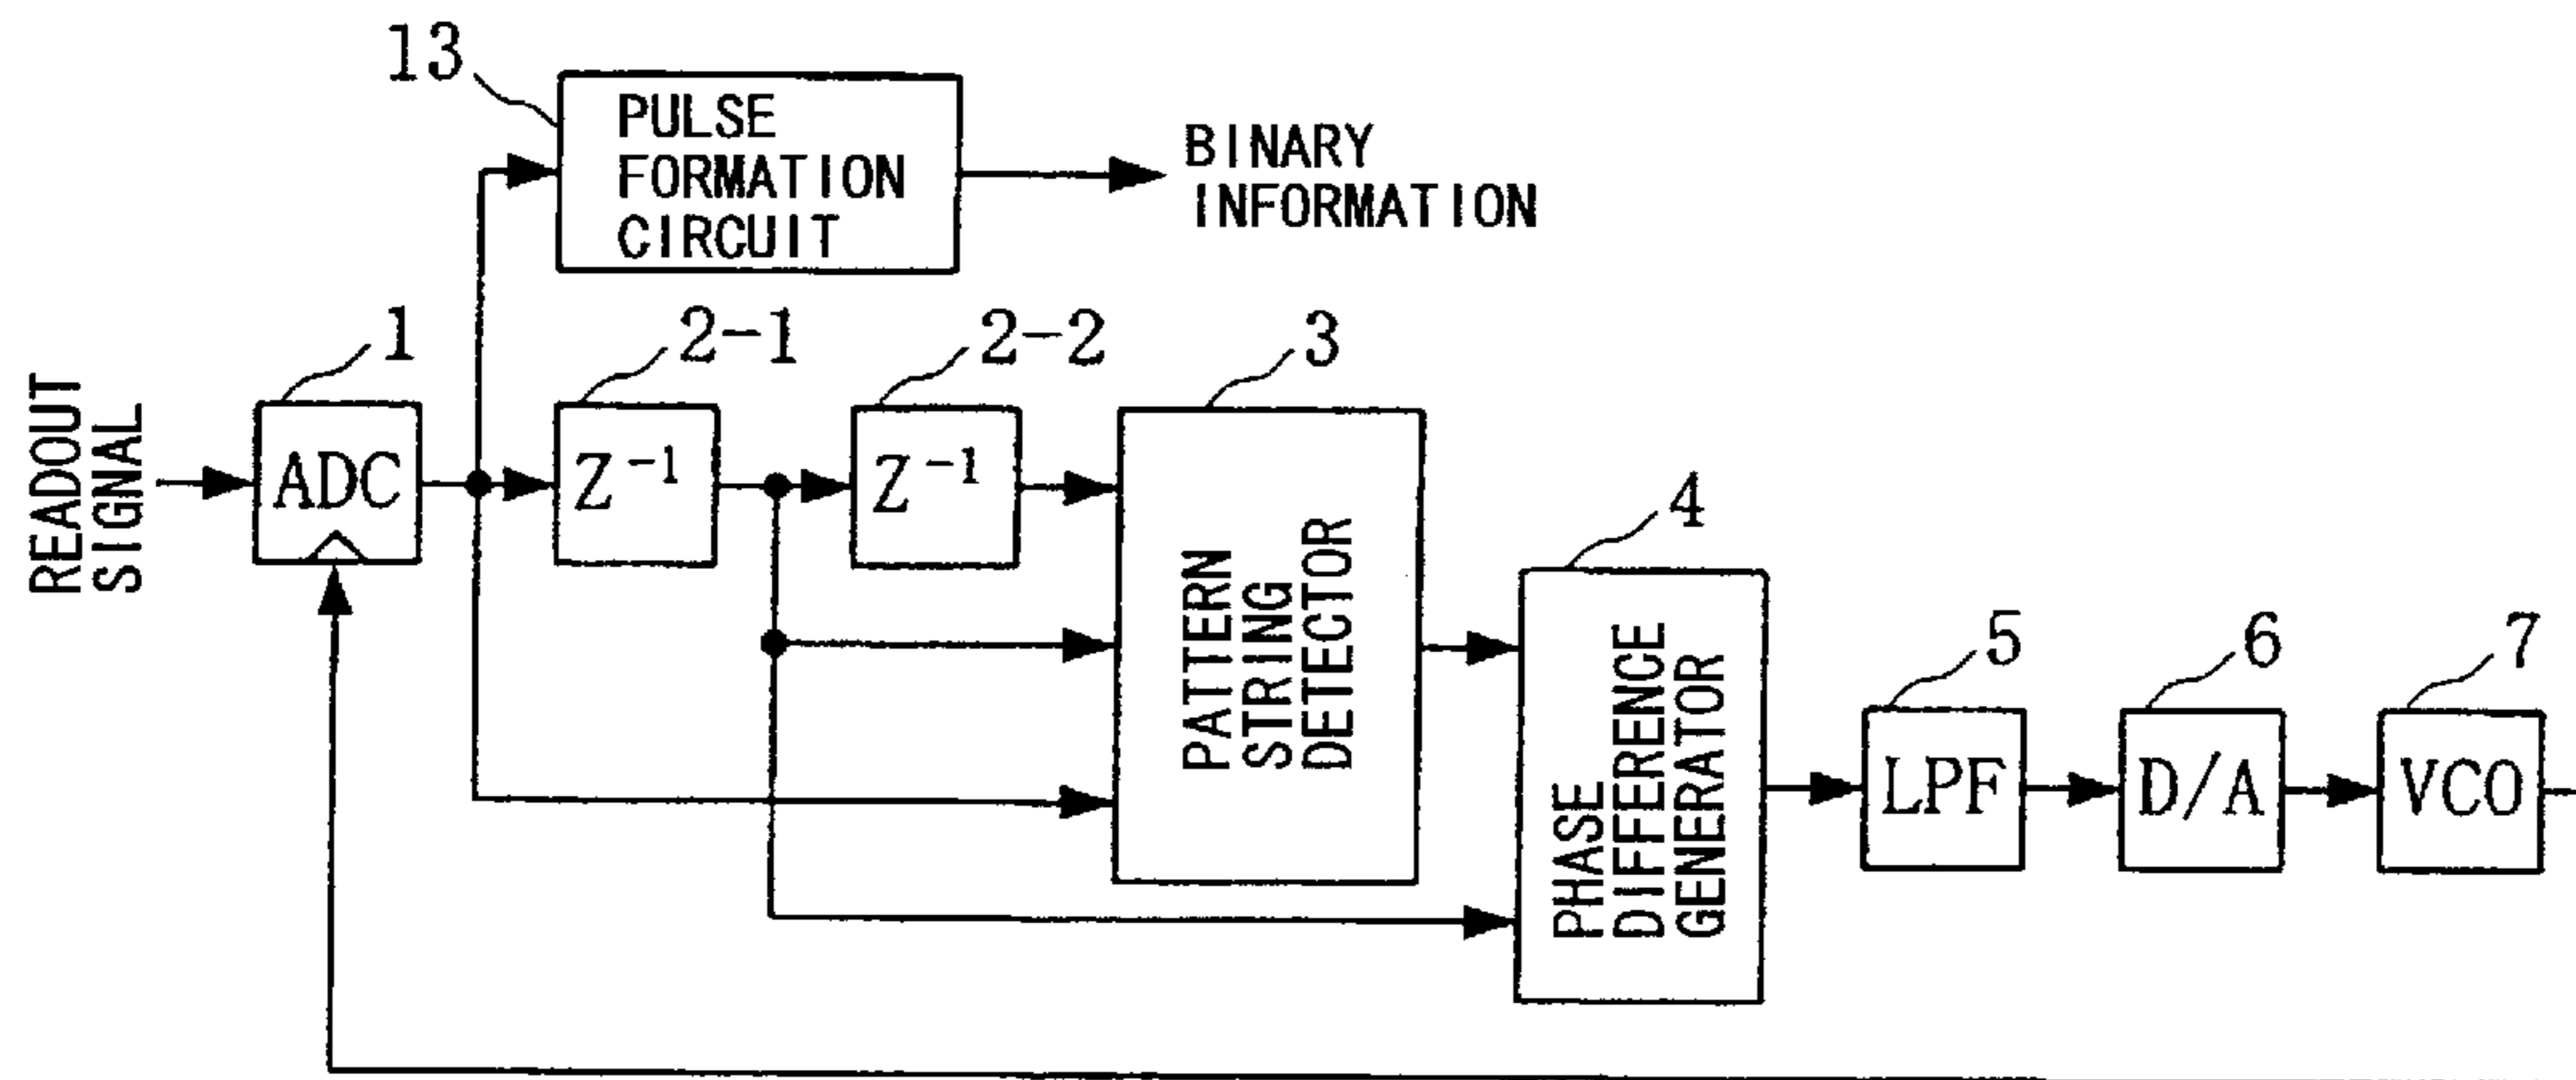 13
PULSE
FORMATION
CIRCUIT
BINARY
INFORMATION
1
2-1
2-2
3
READOUT
SIGNAL
ADC
Z⁻¹
Z⁻¹
PATTERN
STRING
DETECTOR
4
PHASE
DIFFERENCE
GENERATOR
5
6
7
LPF
D/A
VCO